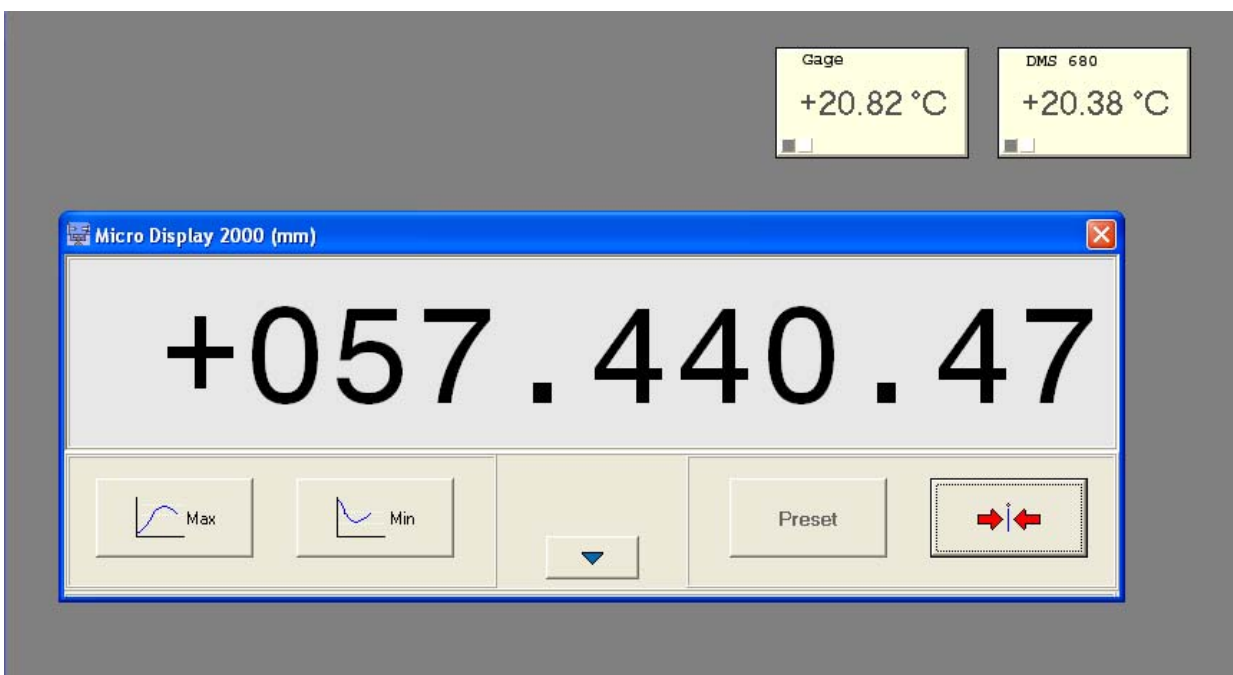 Gage
+20.82 °C
DMS 680
+20.38 °C
Micro Display 2000 (mm)
+057.440.47
Max
Min
Preset